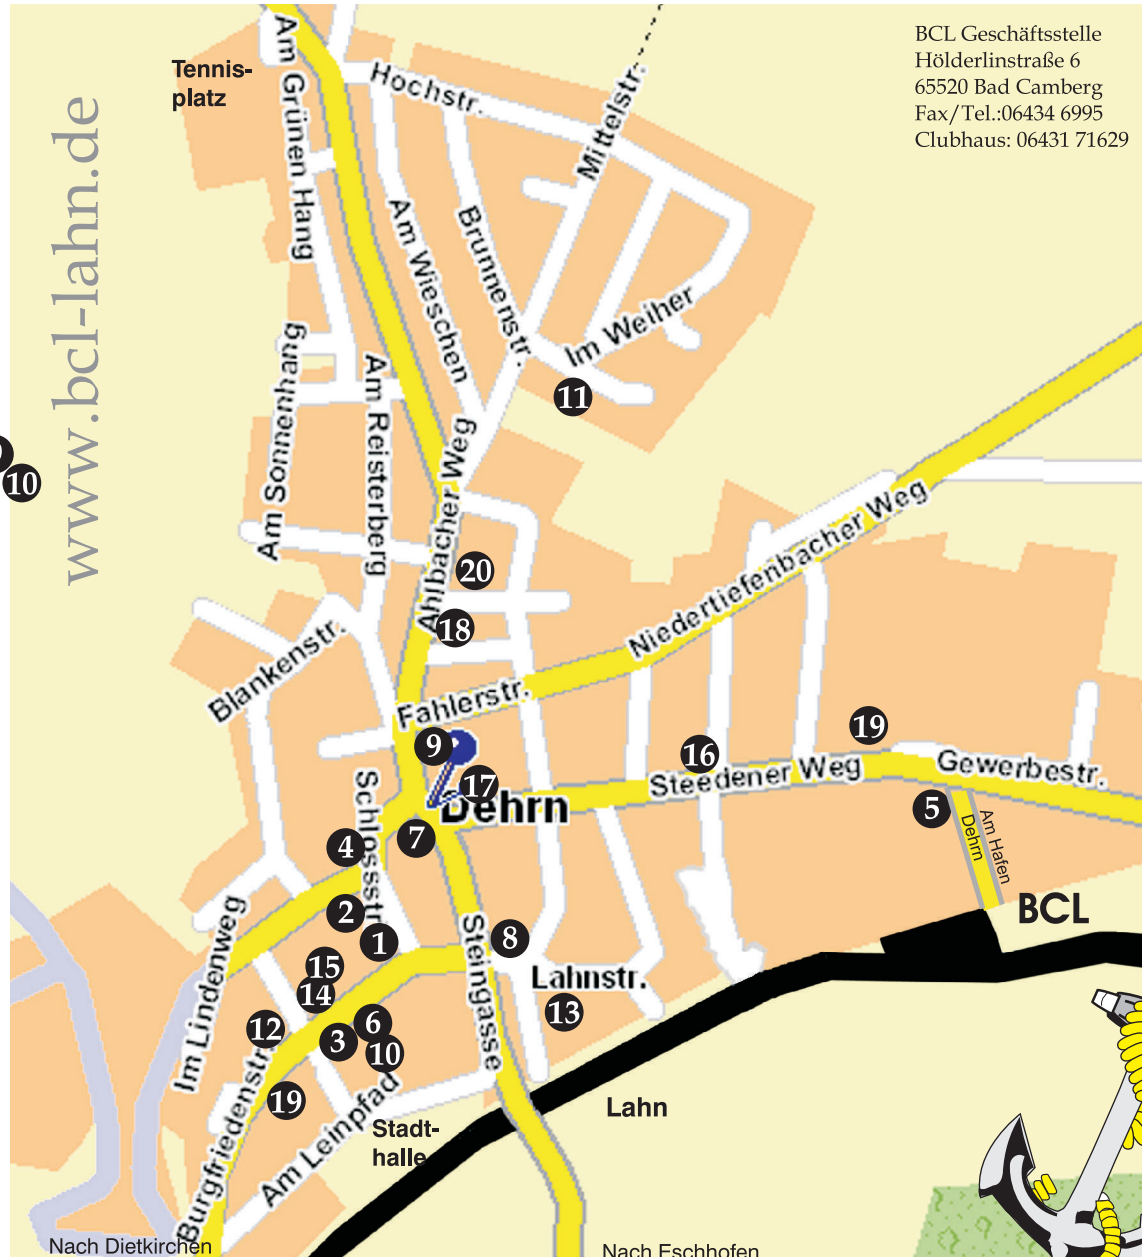 BCL Geschäftsstelle
Hölderlinstraße 6
65520 Bad Camberg
Fax/Tel.:06434 6995
Clubhaus: 06431 71629
www.bcl-lahn.de
Tennis-
platz
Am Grünen Hang
Hochstr.
Mittelstr.
Am Wieschen
Brunnenstr.
Im Weiher
11
Am Sonnenhang
Am Reisterberg
Ahlbacher Weg
10
20
18
Niedertiefenbacher Weg
Blankenstr.
Fahlerstr.
9
17
16
19
Steedener Weg
Gewerbestr.
Dehrn
5
Am Hafen
Dehrn
BCL
Schlossstr.
4
7
2
1
8
15
14
Steingasse
Lahnstr.
13
Im Lindenweg
12
6
3
10
19
Burgfriedenstr.
Am Leinpfad
Stadt-
halle
Lahn
Nach Dietkirchen
Nach Eschhofen